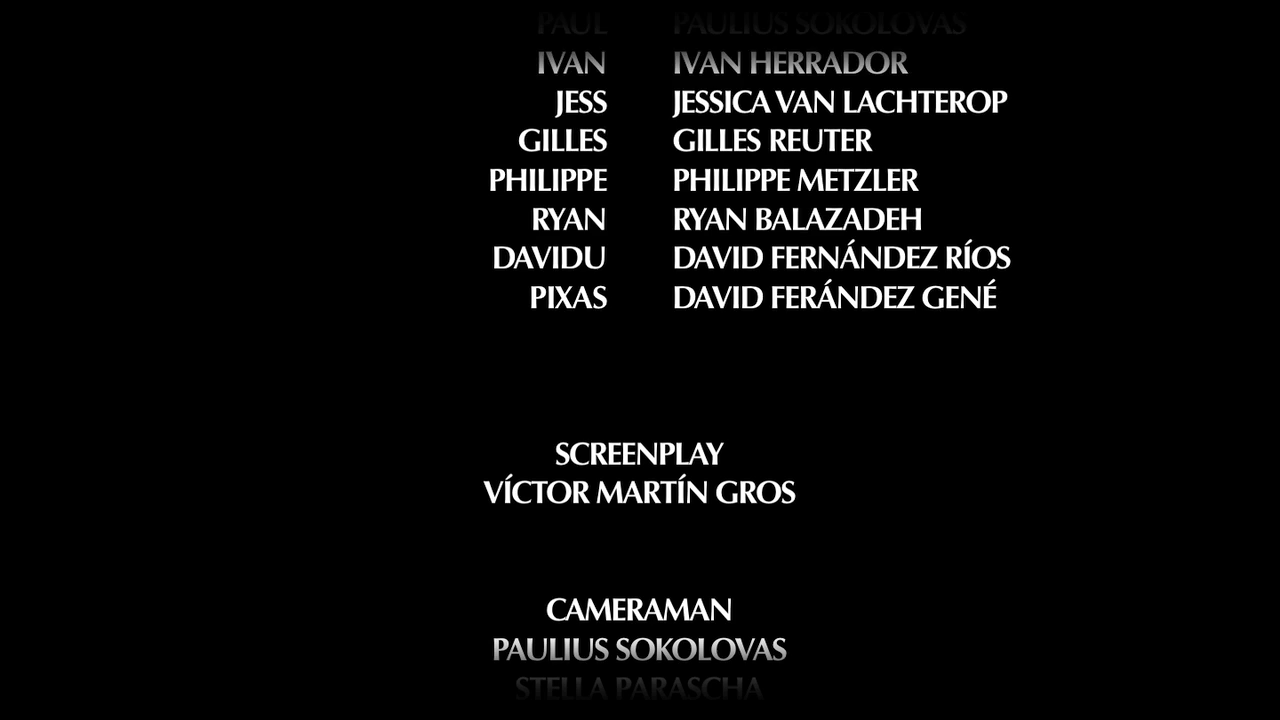 PAUL PAULIUS SOKOLOVAS
IVAN IVAN HERRADOR
JESS JESSICA VAN LACHTEROP
GILLES GILLES REUTER
PHILIPPE PHILIPPE METZLER
RYAN RYAN BALAZADEH
DAVIDU DAVID FERNÁNDEZ RÍOS
PIXAS DAVID FERÁNDEZ GENÉ
SCREENPLAY
VÍCTOR MARTÍN GROS
CAMERAMAN
PAULIUS SOKOLOVAS
STELLA PARASCHA